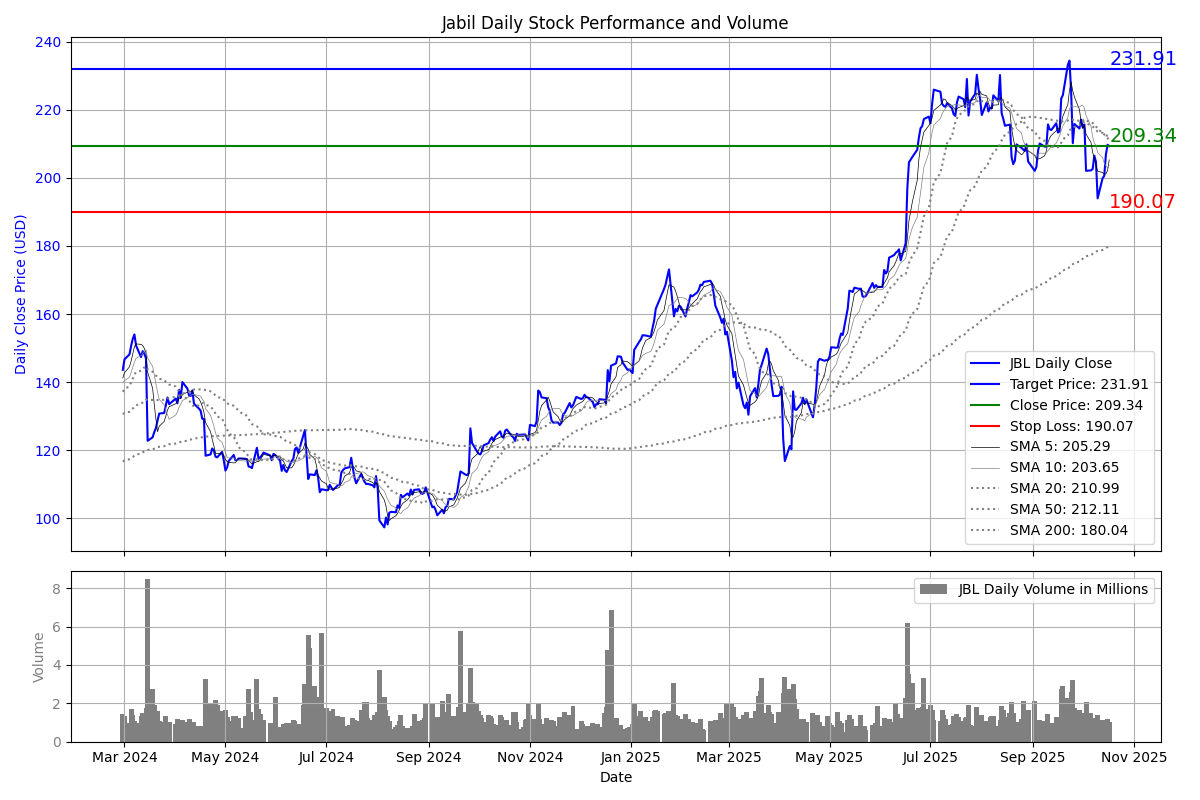 Jabil Daily Stock Performance and Volume
Daily Close Price (USD)
240
220
200
180
160
140
120
100
231.91
209.34
190.07
JBL Daily Close
Target Price: 231.91
Close Price: 209.34
Stop Loss: 190.07
SMA 5: 205.29
SMA 10: 203.65
SMA 20: 210.99
SMA 50: 212.11
SMA 200: 180.04
Volume
8
6
4
2
0
JBL Daily Volume in Millions
Mar 2024 May 2024 Jul 2024 Sep 2024 Nov 2024 Jan 2025 Mar 2025 May 2025 Jul 2025 Sep 2025 Nov 2025
Date